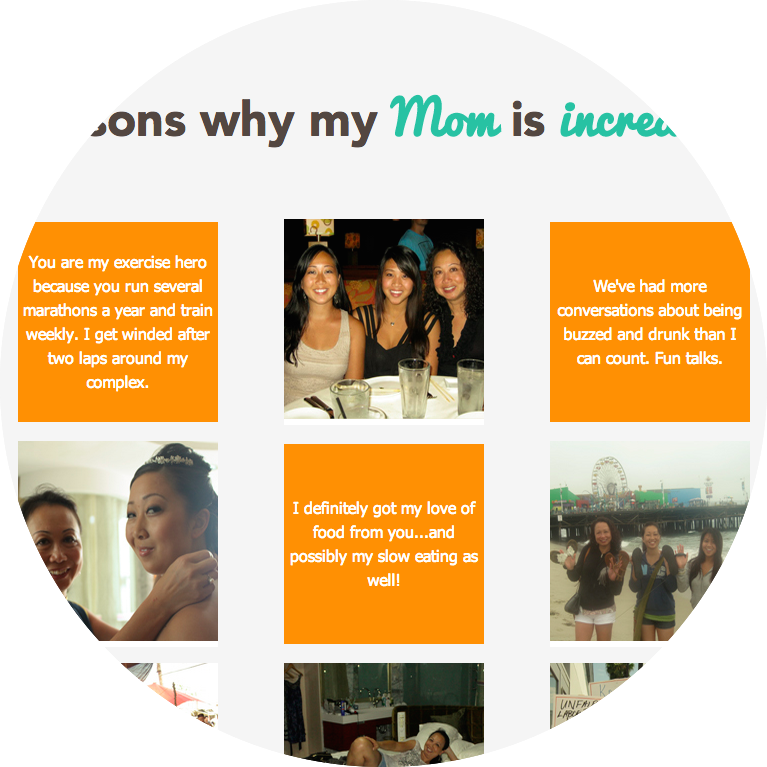 sons why my Mom is
You are my exercise hero
because you run several
marathons a year and train
weekly. I get winded after
two laps around my
complex.
We've had more
conversations about being
buzzed and drunk than I
can count. Fun talks.
I definitely got my love of
food from you...and
possibly my slow eating as
well!